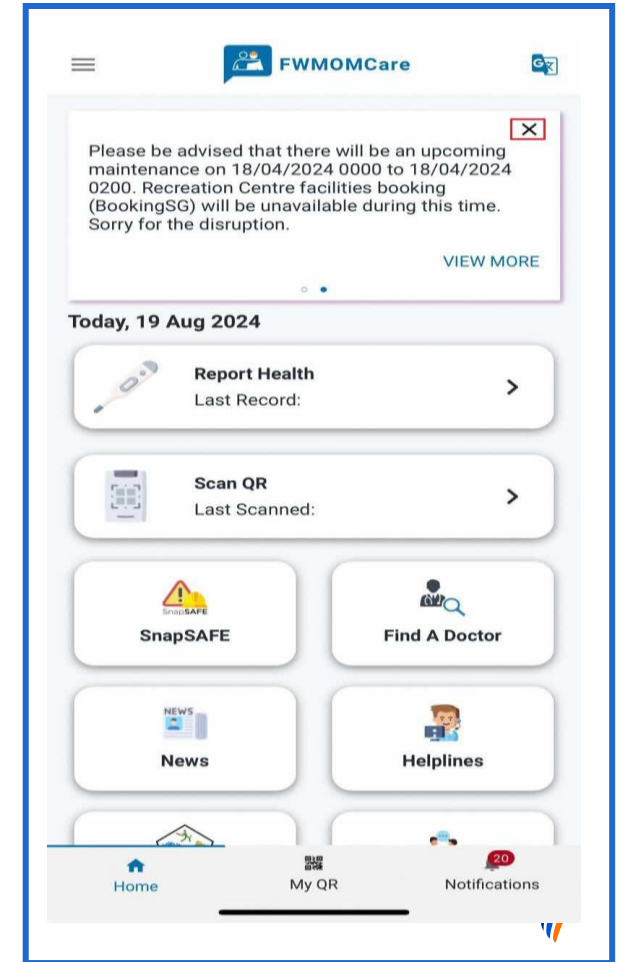 FWMOMCare
Please be advised that there will be an upcoming
maintenance on 18/04/2024 0000 to 18/04/2024
0200. Recreation Centre facilities booking
(BookingSG) will be unavailable during this time.
Sorry for the disruption.
VIEW MORE
Today, 19 Aug 2024
Report Health
Last Record:
Scan QR
Last Scanned:
SnapSAFE
SnapSAFE
Find A Doctor
NEWS
News
Helplines
20
Home
My QR
Notifications